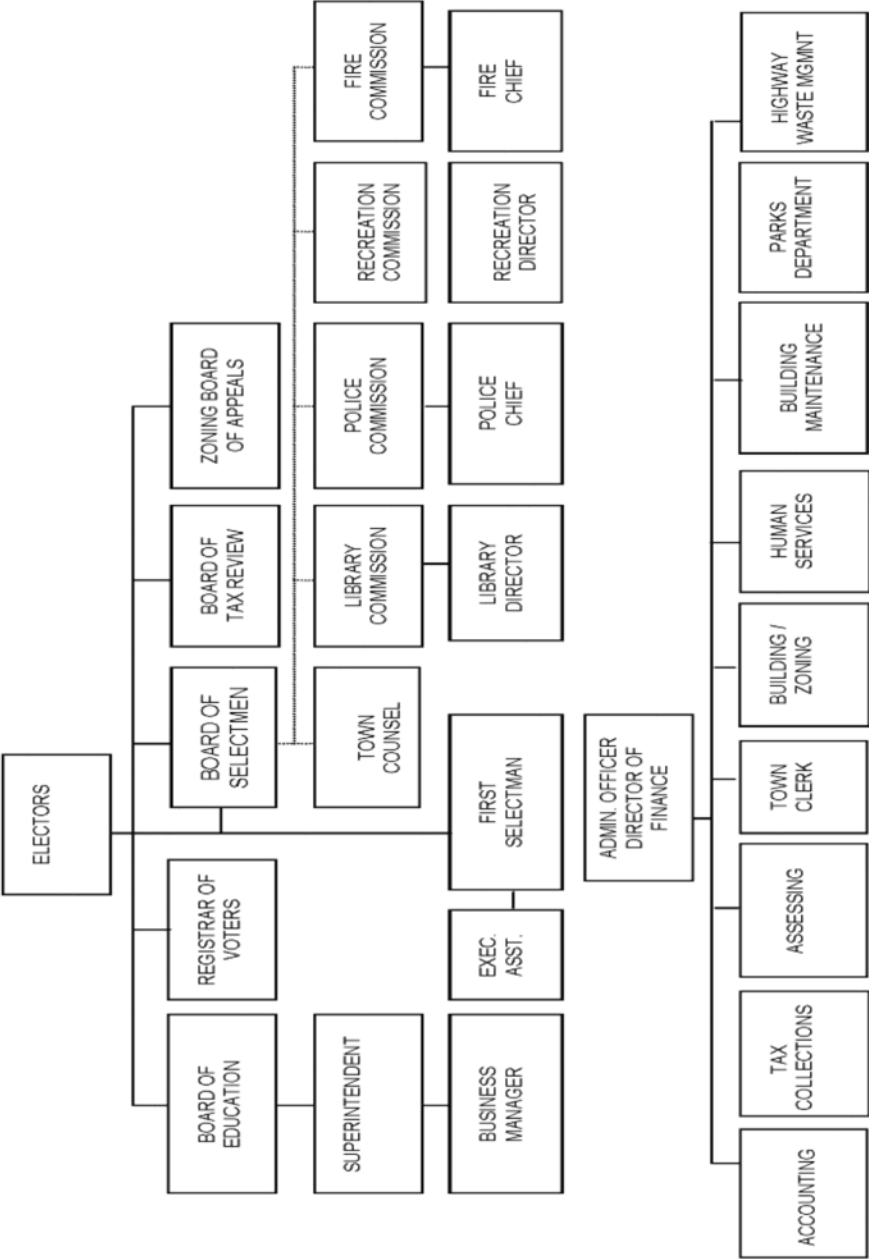 ELECTORS
BOARD OF
EDUCATION
REGISTRAR OF
VOTERS
BOARD OF
SELECTMEN
BOARD OF
TAX REVIEW
ZONING BOARD
OF APPEALS
SUPERINTENDENT
TOWN
COUNSEL
LIBRARY
COMMISSION
POLICE
COMMISSION
RECREATION
COMMISSION
FIRE
COMMISSION
BUSINESS
MANAGER
EXEC.
ASST.
FIRST
SELECTMAN
LIBRARY
DIRECTOR
POLICE
CHIEF
RECREATION
DIRECTOR
FIRE
CHIEF
ADMIN. OFFICER
DIRECTOR OF
FINANCE
ACCOUNTING
TAX
COLLECTIONS
ASSESSING
TOWN
CLERK
BUILDING /
ZONING
HUMAN
SERVICES
BUILDING
MAINTENANCE
PARKS
DEPARTMENT
HIGHWAY
WASTE MGMNT